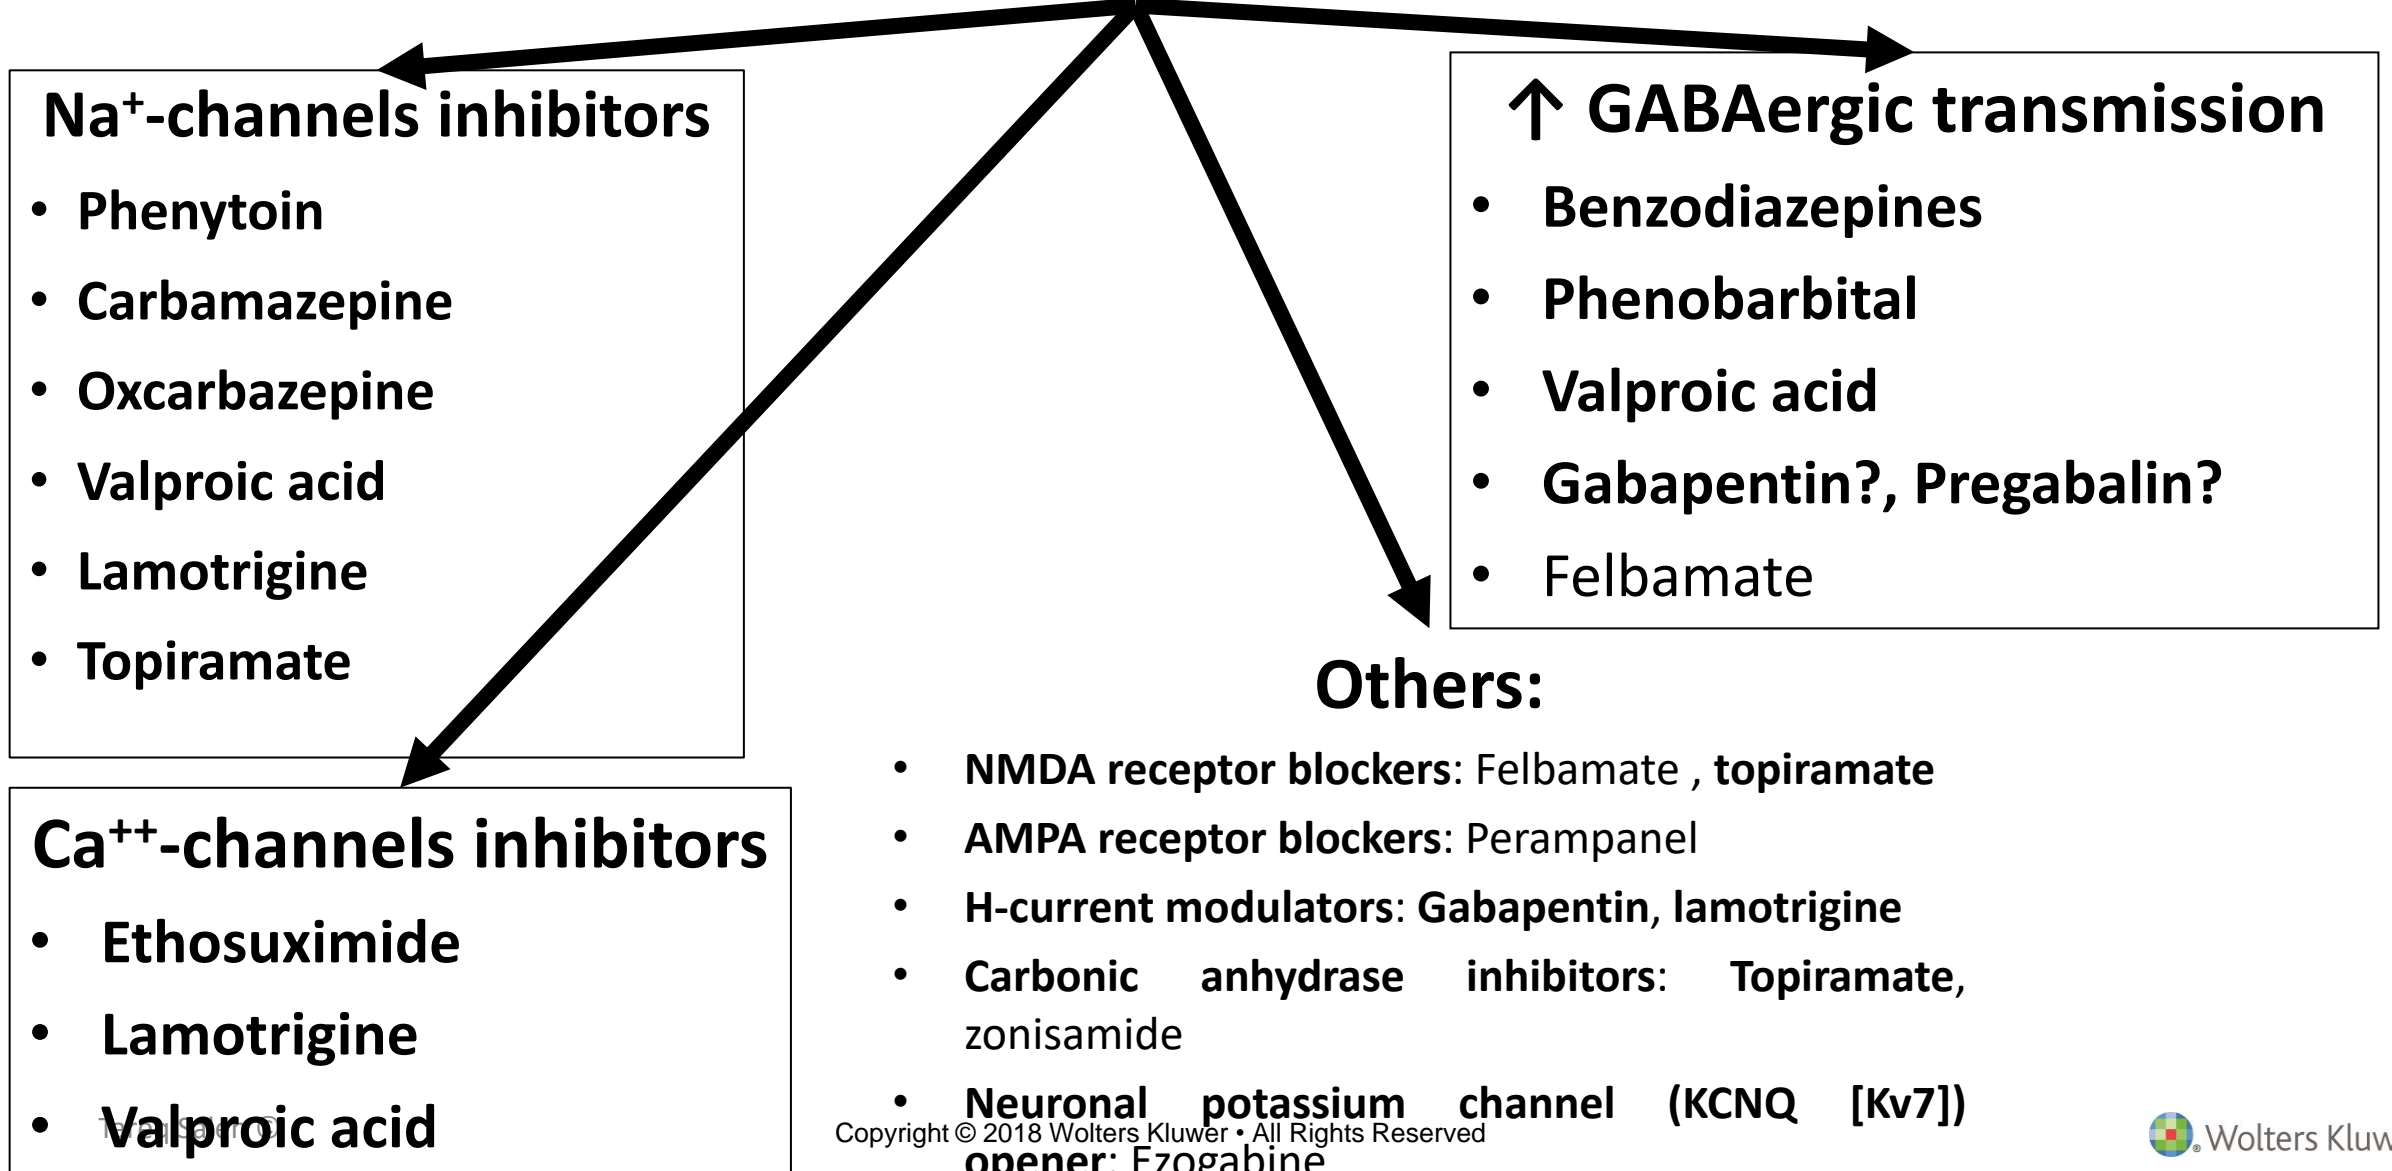 Na⁺-channels inhibitors
• Phenytoin
• Carbamazepine
• Oxcarbazepine
• Valproic acid
• Lamotrigine
• Topiramate
↑ GABAergic transmission
• Benzodiazepines
• Phenobarbital
• Valproic acid
• Gabapentin?, Pregabalin?
• Felbamate
Ca⁺⁺-channels inhibitors
• Ethosuximide
• Lamotrigine
• Valproic acid
Others:
• NMDA receptor blockers: Felbamate , topiramate
• AMPA receptor blockers: Perampanel
• H-current modulators: Gabapentin, lamotrigine
• Carbonic anhydrase inhibitors: Topiramate,
zonisamide
• Neuronal potassium channel (KCNQ [Kv7])
opener: Ezogabine
Copyright © 2018 Wolters Kluwer • All Rights Reserved
Wolters Kluw